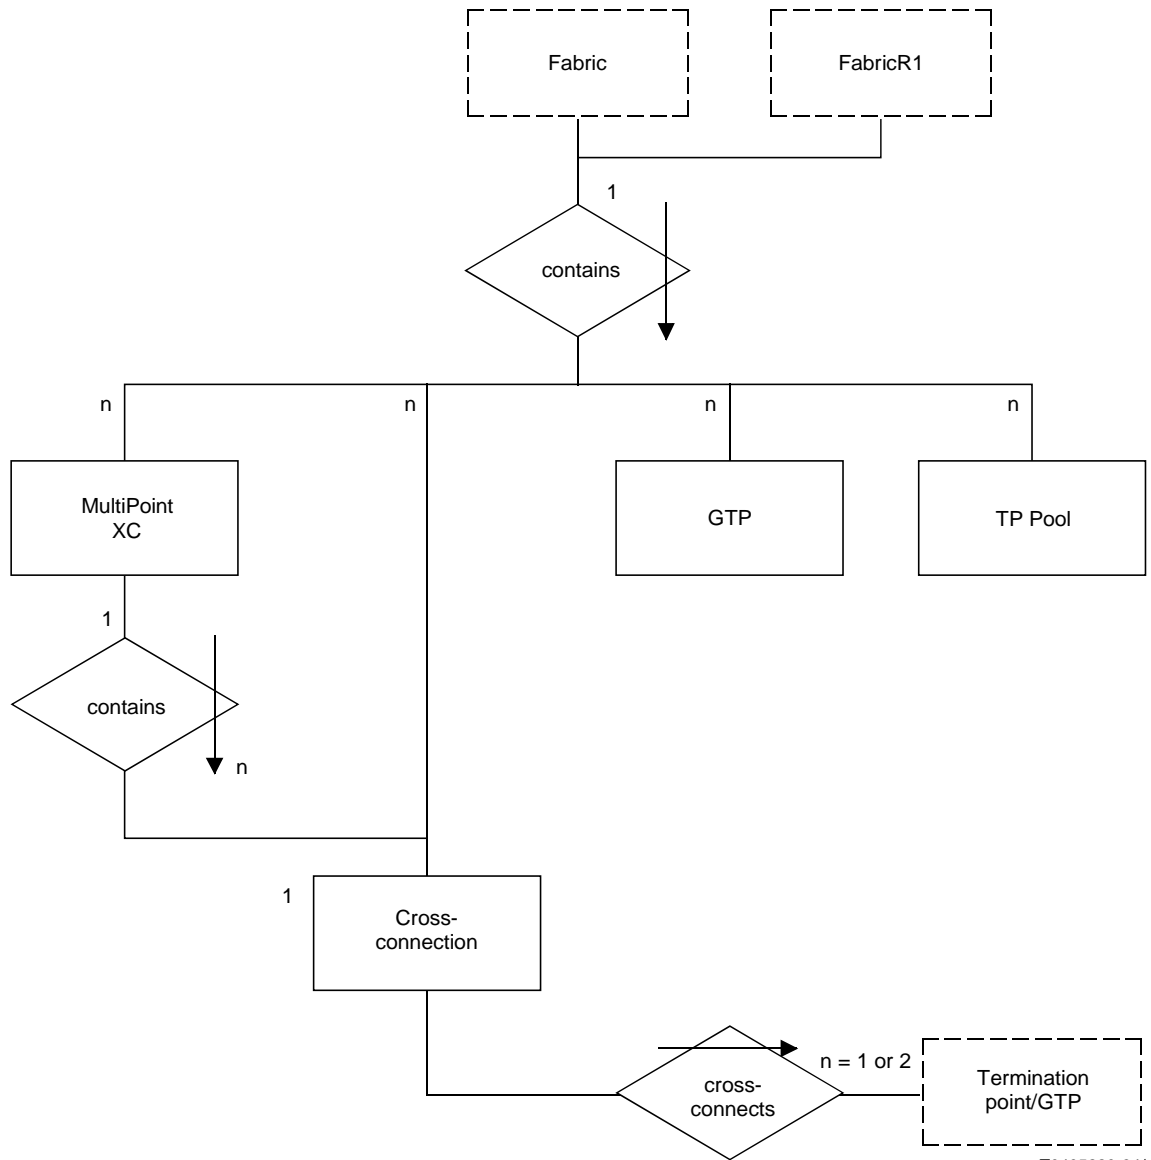 Fabric
FabricR1
1
contains
n
n
n
n
MultiPoint
XC
GTP
TP Pool
1
contains
n
1
Cross-
connection
n = 1 or 2
cross-
connects
Termination
point/GTP